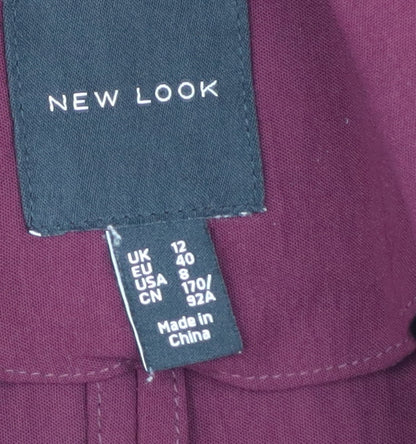 NEW LOOK
UK 12
EU 40
USA 8
CN 170/
92A
Made in
China